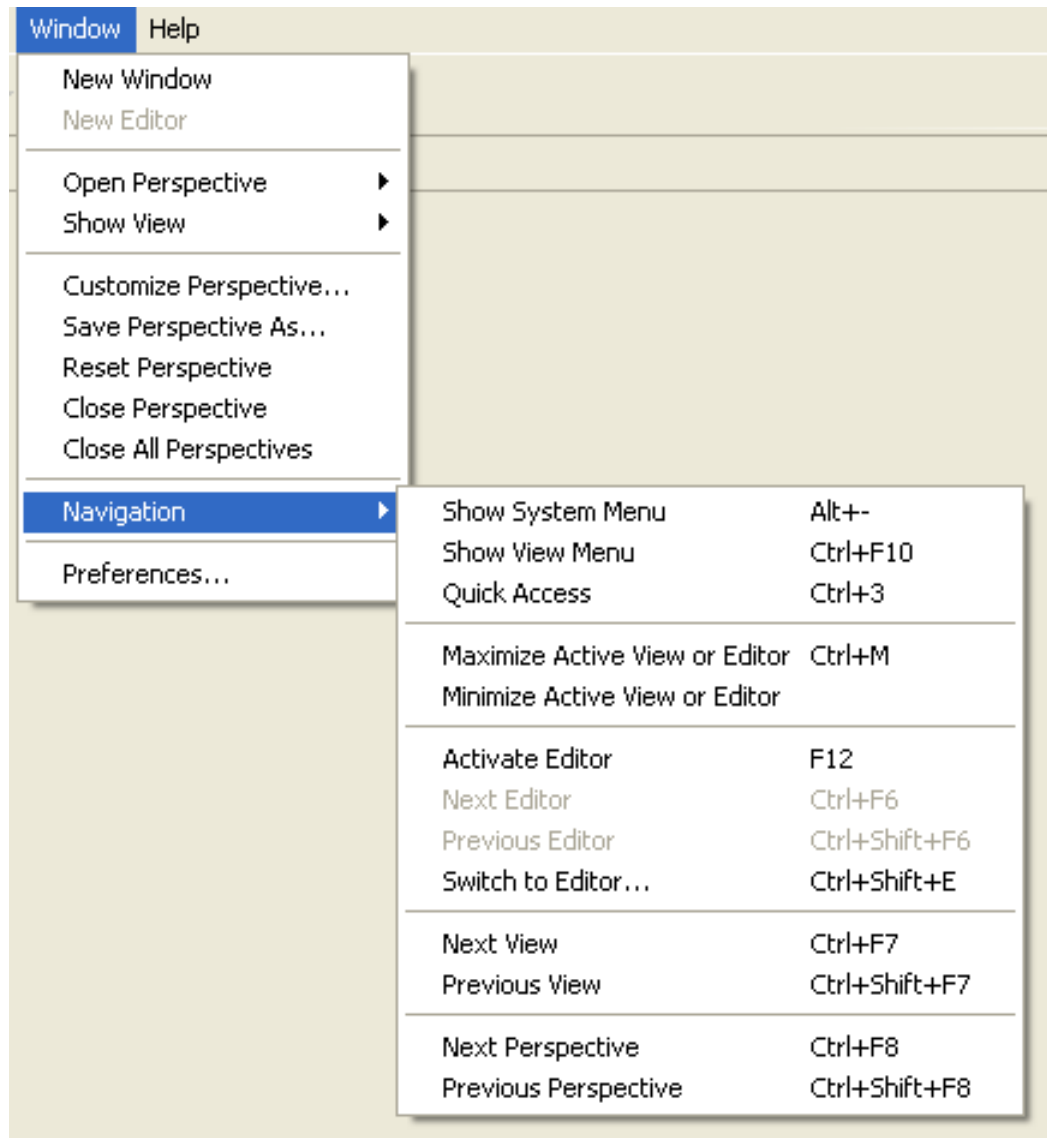 Window Help
New Window
New Editor
Open Perspective
Show View
Customize Perspective...
Save Perspective As...
Reset Perspective
Close Perspective
Close All Perspectives
Navigation
Preferences...
Show System Menu Alt+-
Show View Menu Ctrl+F10
Quick Access Ctrl+3
Maximize Active View or Editor Ctrl+M
Minimize Active View or Editor
Activate Editor F12
Next Editor Ctrl+F6
Previous Editor Ctrl+Shift+F6
Switch to Editor... Ctrl+Shift+E
Next View Ctrl+F7
Previous View Ctrl+Shift+F7
Next Perspective Ctrl+F8
Previous Perspective Ctrl+Shift+F8